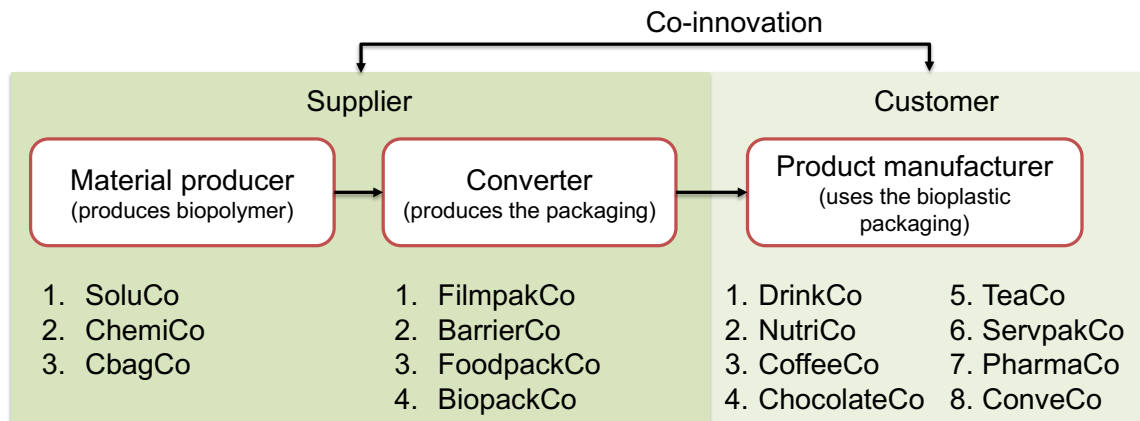 Co-innovation
Supplier
Customer
Material producer
(produces biopolymer)
Converter
(produces the packaging)
Product manufacturer
(uses the bioplastic
packaging)
1. SoluCo
2. ChemiCo
3. CbagCo
1. FilmpakCo
2. BarrierCo
3. FoodpackCo
4. BiopackCo
1. DrinkCo
2. NutriCo
3. CoffeeCo
4. ChocolateCo
5. TeaCo
6. ServpakCo
7. PharmaCo
8. ConveCo